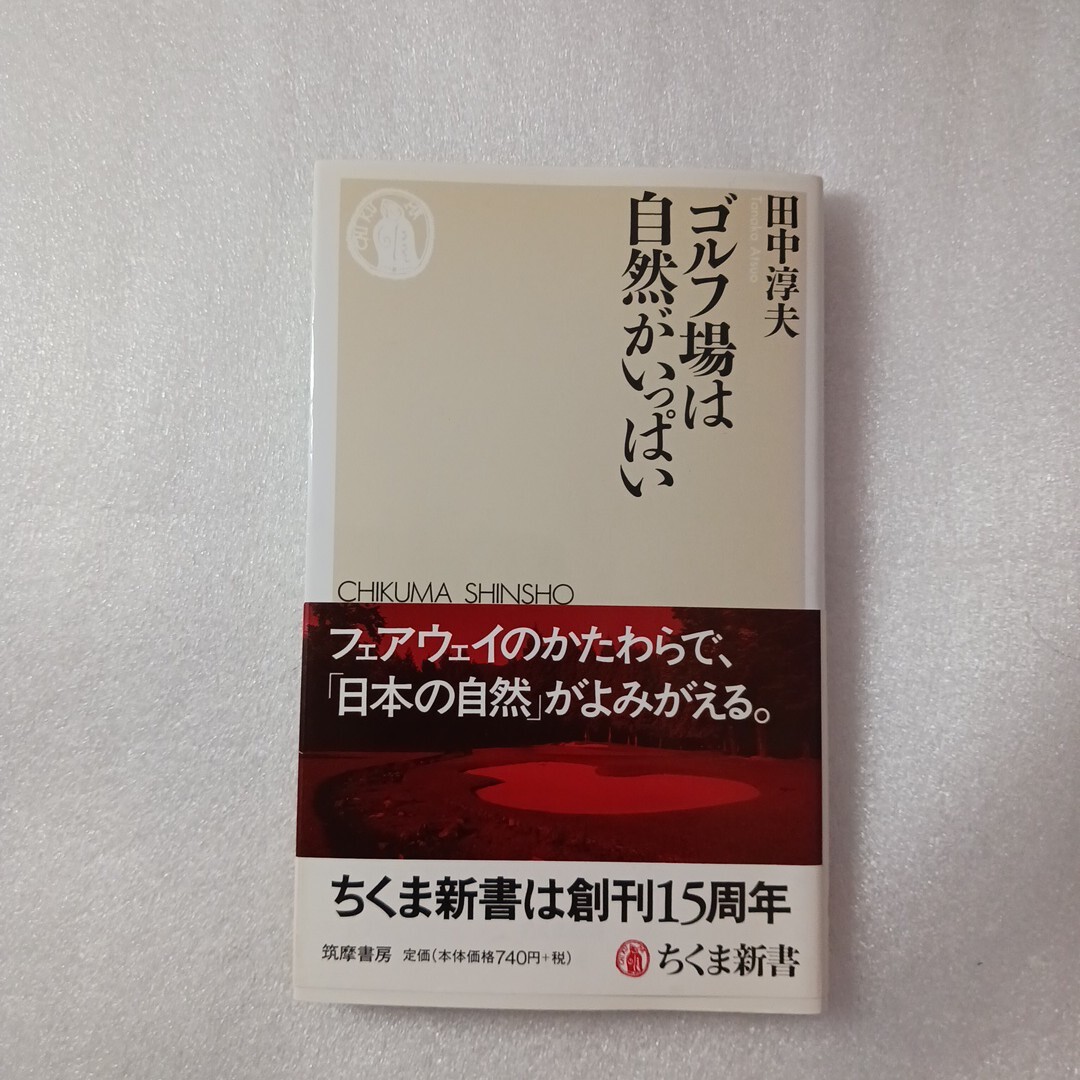 田中淳夫
Tanaka Atsuo
ゴルフ場は
自然がいっぱい
CHIKUMA SHINSHO
フェアウェイのかたわらで、
「日本の自然」がよみがえる。
ちくま新書は創刊15周年
筑摩書房 定価(本体価格740円+税)
ちくま新書